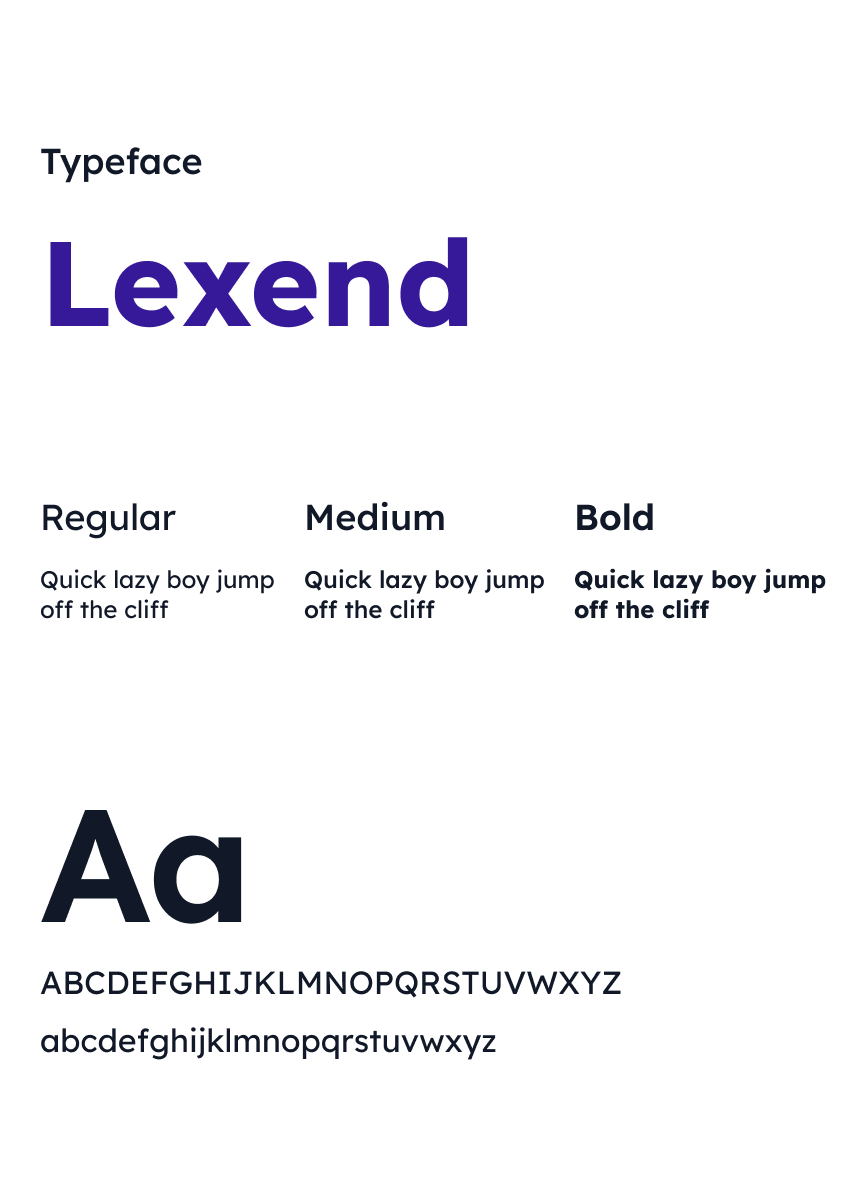 Typeface
Lexend
Regular
Quick lazy boy jump
off the cliff
Medium
Quick lazy boy jump
off the cliff
Bold
Quick lazy boy jump
off the cliff
Aa
ABCDEFGHIJKLMNOPQRSTUVWXYZ
abcdefghijklmnopqrstuvwxyz